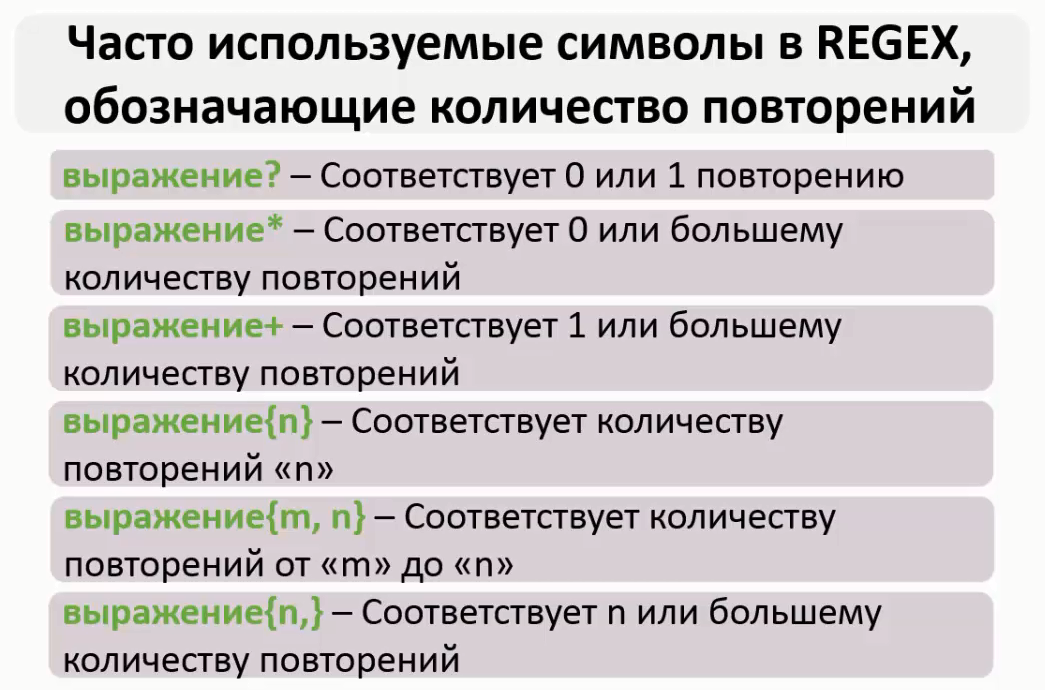 Часто используемые символы в REGEX,
обозначающие количество повторений
выражение? – Соответствует 0 или 1 повторению
выражение* – Соответствует 0 или большему
количеству повторений
выражение+ – Соответствует 1 или большему
количеству повторений
выражение{n} – Соответствует количеству
повторений «n»
выражение{m, n} – Соответствует количеству
повторений от «m» до «n»
выражение{n,} – Соответствует n или большему
количеству повторений